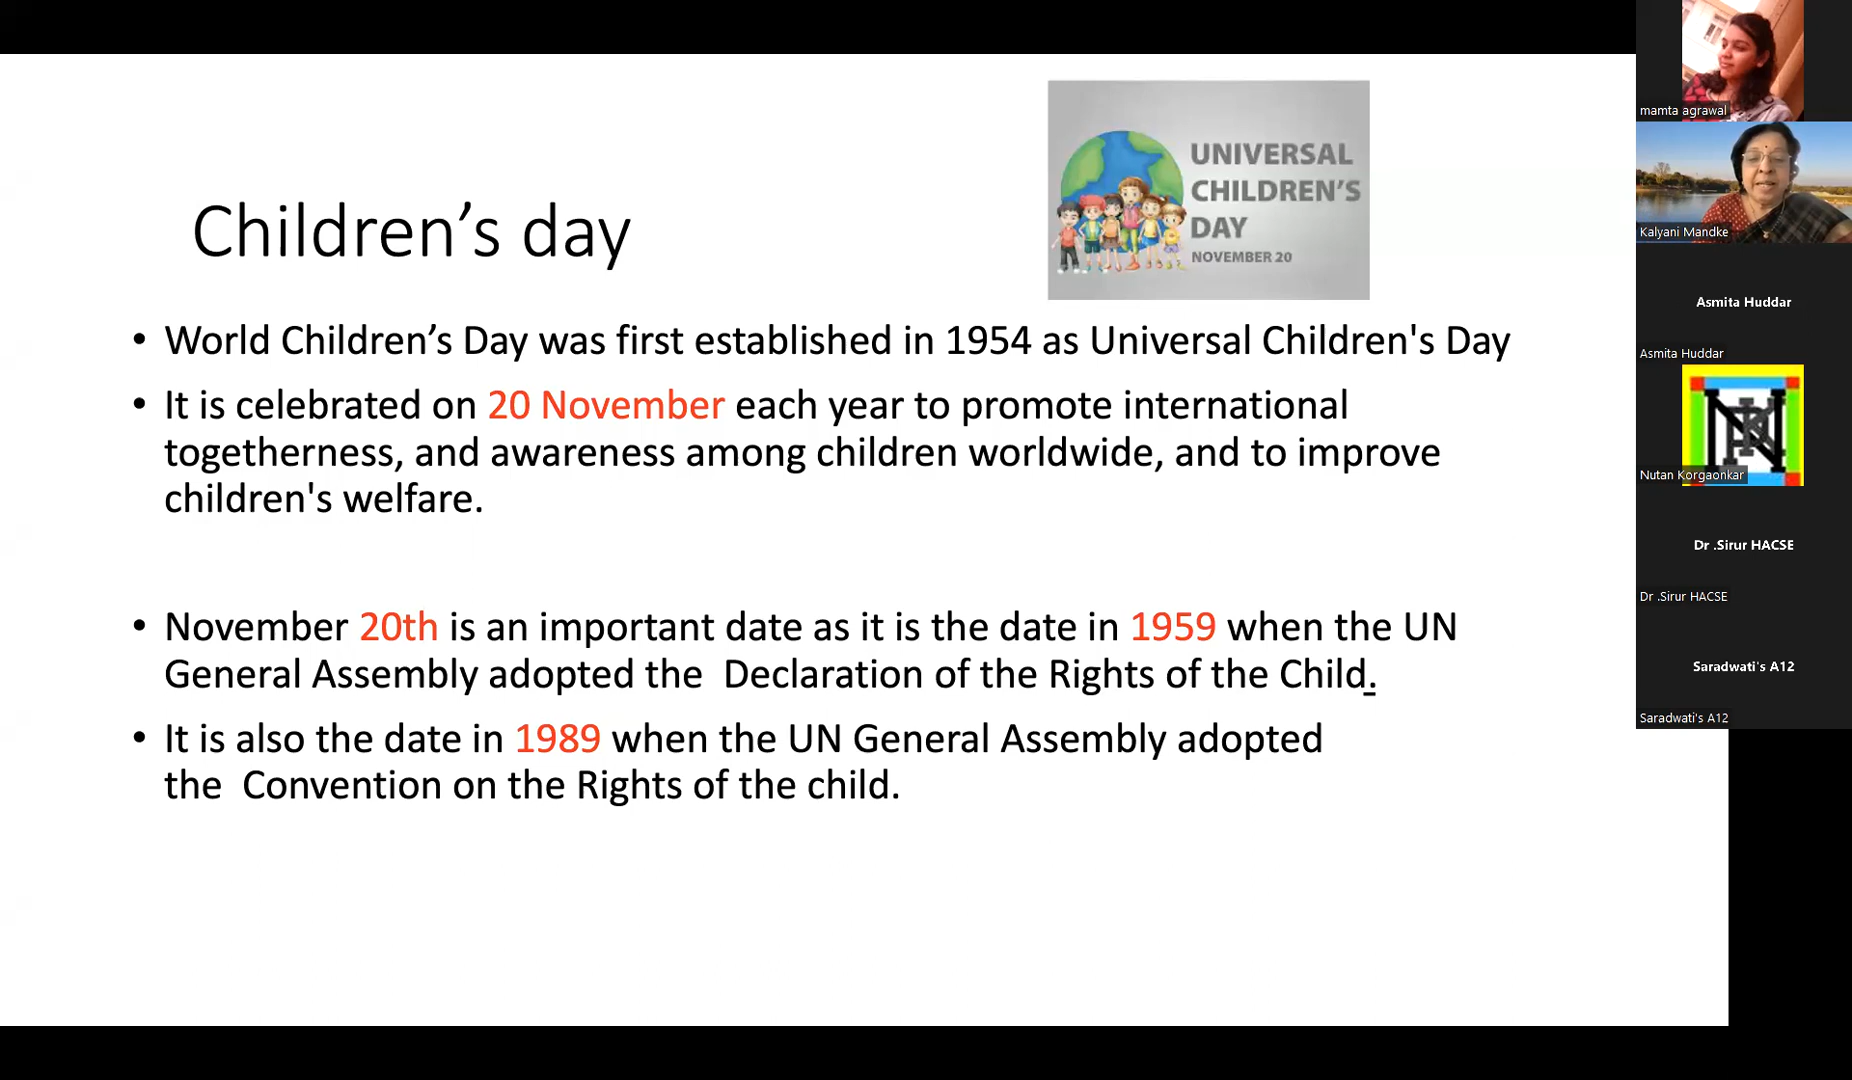 Children’s day
UNIVERSAL
CHILDREN'S
DAY
NOVEMBER 20
• World Children’s Day was first established in 1954 as Universal Children's Day
• It is celebrated on 20 November each year to promote international
togetherness, and awareness among children worldwide, and to improve
children's welfare.
• November 20th is an important date as it is the date in 1959 when the UN
General Assembly adopted the  Declaration of the Rights of the Child.
• It is also the date in 1989 when the UN General Assembly adopted
the  Convention on the Rights of the child.
mamta agrawal
Kalyani Mandke
Asmita Huddar
Asmita Huddar
Nutan Korgaonkar
Dr .Sirur HACSE
Dr .Sirur HACSE
Saradwati's A12
Saradwati's A12